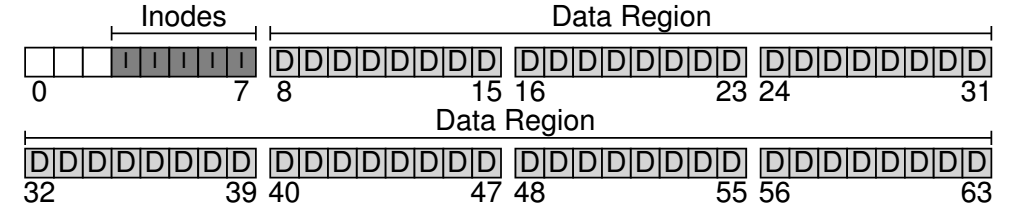 Inodes Data Region
I I I I I D D D D D D D D D D D D D D D D D D D D D D D D
0 7 8 15 16 23 24 31
Data Region
D D D D D D D D D D D D D D D D D D D D D D D D D D D D D D D D
32 39 40 47 48 55 56 63